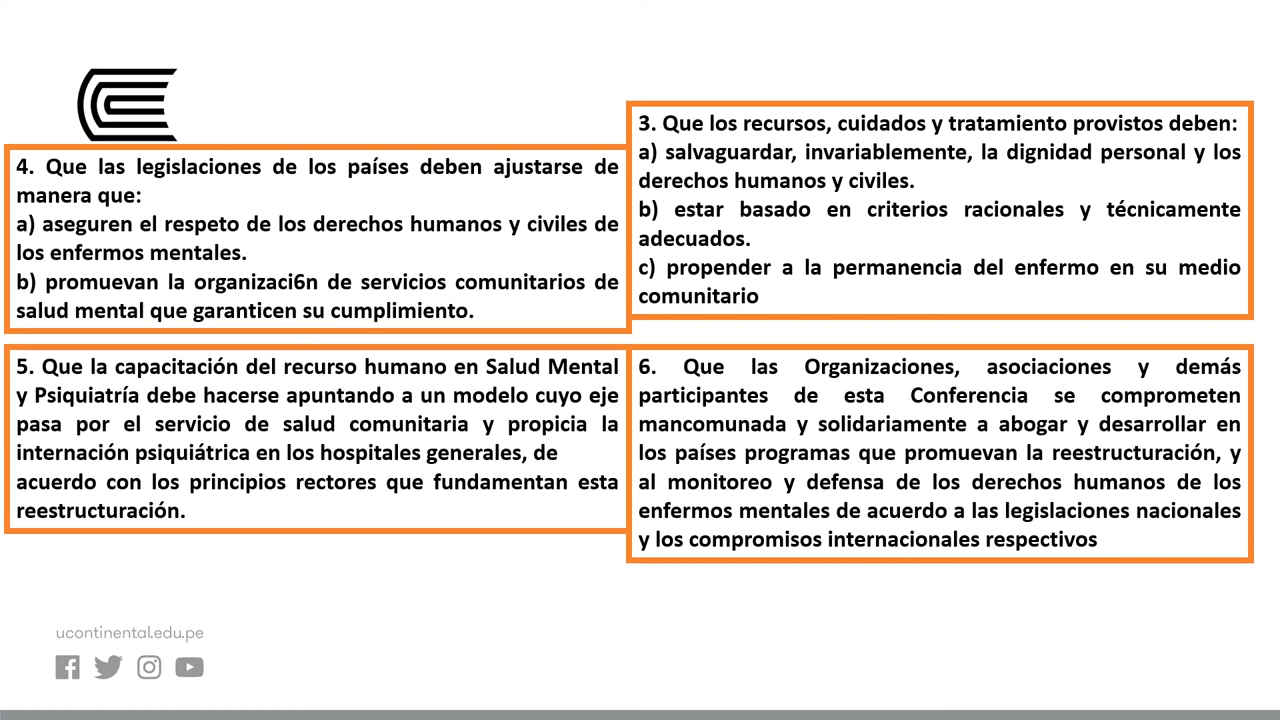 3. Que los recursos, cuidados y tratamiento provistos deben:
a) salvaguardar, invariablemente, la dignidad personal y los
derechos humanos y civiles.
b) estar basado en criterios racionales y técnicamente
adecuados.
c) propender a la permanencia del enfermo en su medio
comunitario
4. Que las legislaciones de los países deben ajustarse de
manera que:
a) aseguren el respeto de los derechos humanos y civiles de
los enfermos mentales.
b) promuevan la organizaci6n de servicios comunitarios de
salud mental que garanticen su cumplimiento.
5. Que la capacitación del recurso humano en Salud Mental
y Psiquiatría debe hacerse apuntando a un modelo cuyo eje
pasa por el servicio de salud comunitaria y propicia la
internación psiquiátrica en los hospitales generales, de
acuerdo con los principios rectores que fundamentan esta
reestructuración.
6. Que las Organizaciones, asociaciones y demás
participantes de esta Conferencia se comprometen
mancomunada y solidariamente a abogar y desarrollar en
los países programas que promuevan la reestructuración, y
al monitoreo y defensa de los derechos humanos de los
enfermos mentales de acuerdo a las legislaciones nacionales
y los compromisos internacionales respectivos
ucontinental.edu.pe